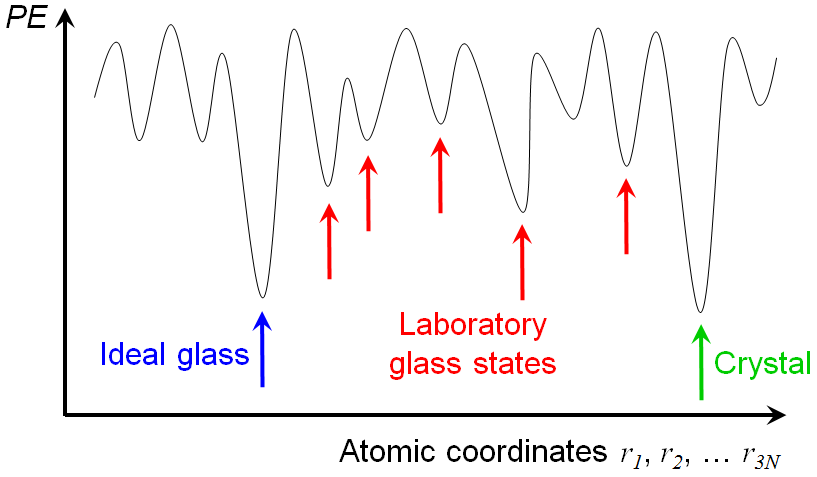 PE
Ideal glass
Laboratory
glass states
Crystal
Atomic coordinates r1, r2, … r3N